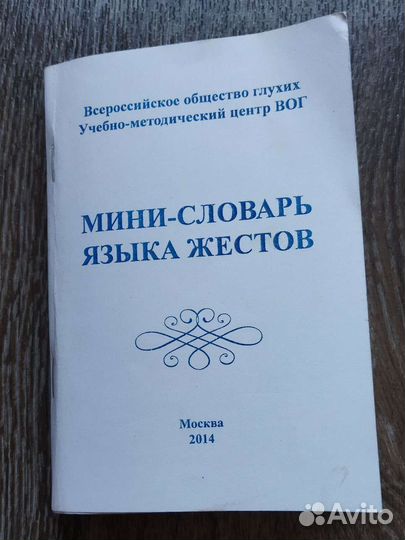 Всероссийское общество глухих
Учебно-методический центр ВОГ
МИНИ-СЛОВАРЬ
ЯЗЫКА ЖЕСТОВ
Москва
2014
Avito